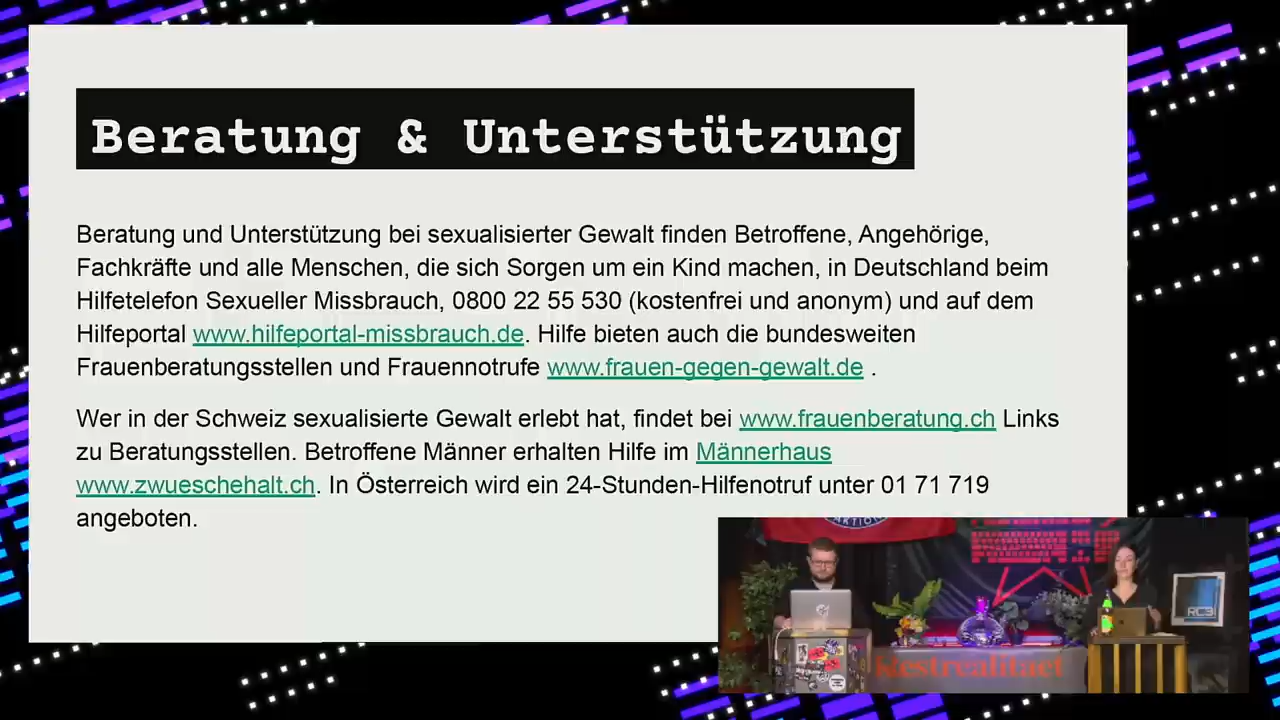 Beratung & Unterstützung
Beratung und Unterstützung bei sexualisierter Gewalt finden Betroffene, Angehörige,
Fachkräfte und alle Menschen, die sich Sorgen um ein Kind machen, in Deutschland beim
Hilfetelefon Sexueller Missbrauch, 0800 22 55 530 (kostenfrei und anonym) und auf dem
Hilfeportal www.hilfeportal-missbrauch.de. Hilfe bieten auch die bundesweiten
Frauenberatungsstellen und Frauennotrufe www.frauen-gegen-gewalt.de .
Wer in der Schweiz sexualisierte Gewalt erlebt hat, findet bei www.frauenberatung.ch Links
zu Beratungsstellen. Betroffene Männer erhalten Hilfe im Männerhaus
www.zwueschehalt.ch. In Österreich wird ein 24-Stunden-Hilfenotruf unter 01 71 719
angeboten.
AKTION
RC3
Restrealitaet